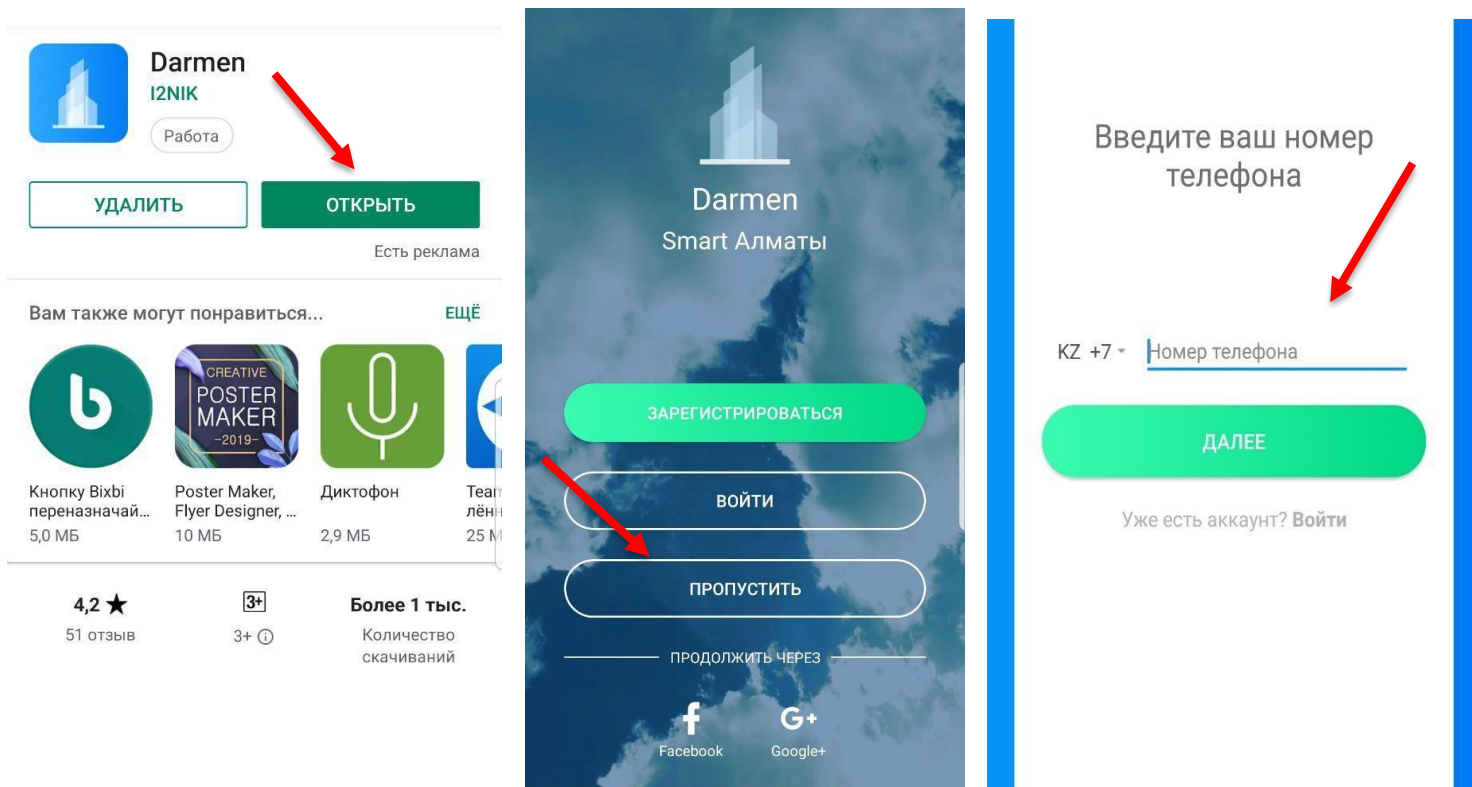 Darmen
I2NIK
Работа
УДАЛИТЬ
ОТКРЫТЬ
Есть реклама
Вам также могут понравиться...
ЕЩЁ
CREATIVE
POSTER
MAKER
-2019-
Кнопку Bixbi
переназначай...
5,0 МБ
Poster Maker,
Flyer Designer, ...
10 МБ
Диктофон
2,9 МБ
25
4,2 ★
51 отзыв
3+
3+
Более 1 тыс.
Количество
скачиваний
Darmen
Smart Алматы
ЗАРЕГИСТРИРОВАТЬСЯ
ВОЙТИ
ПРОПУСТИТЬ
ПРОДОЛЖИТЬ ЧЕРЕЗ
Facebook
G+
Google+
Введите ваш номер
телефона
KZ +7
Номер телефона
ДАЛЕЕ
Уже есть аккаунт? Войти